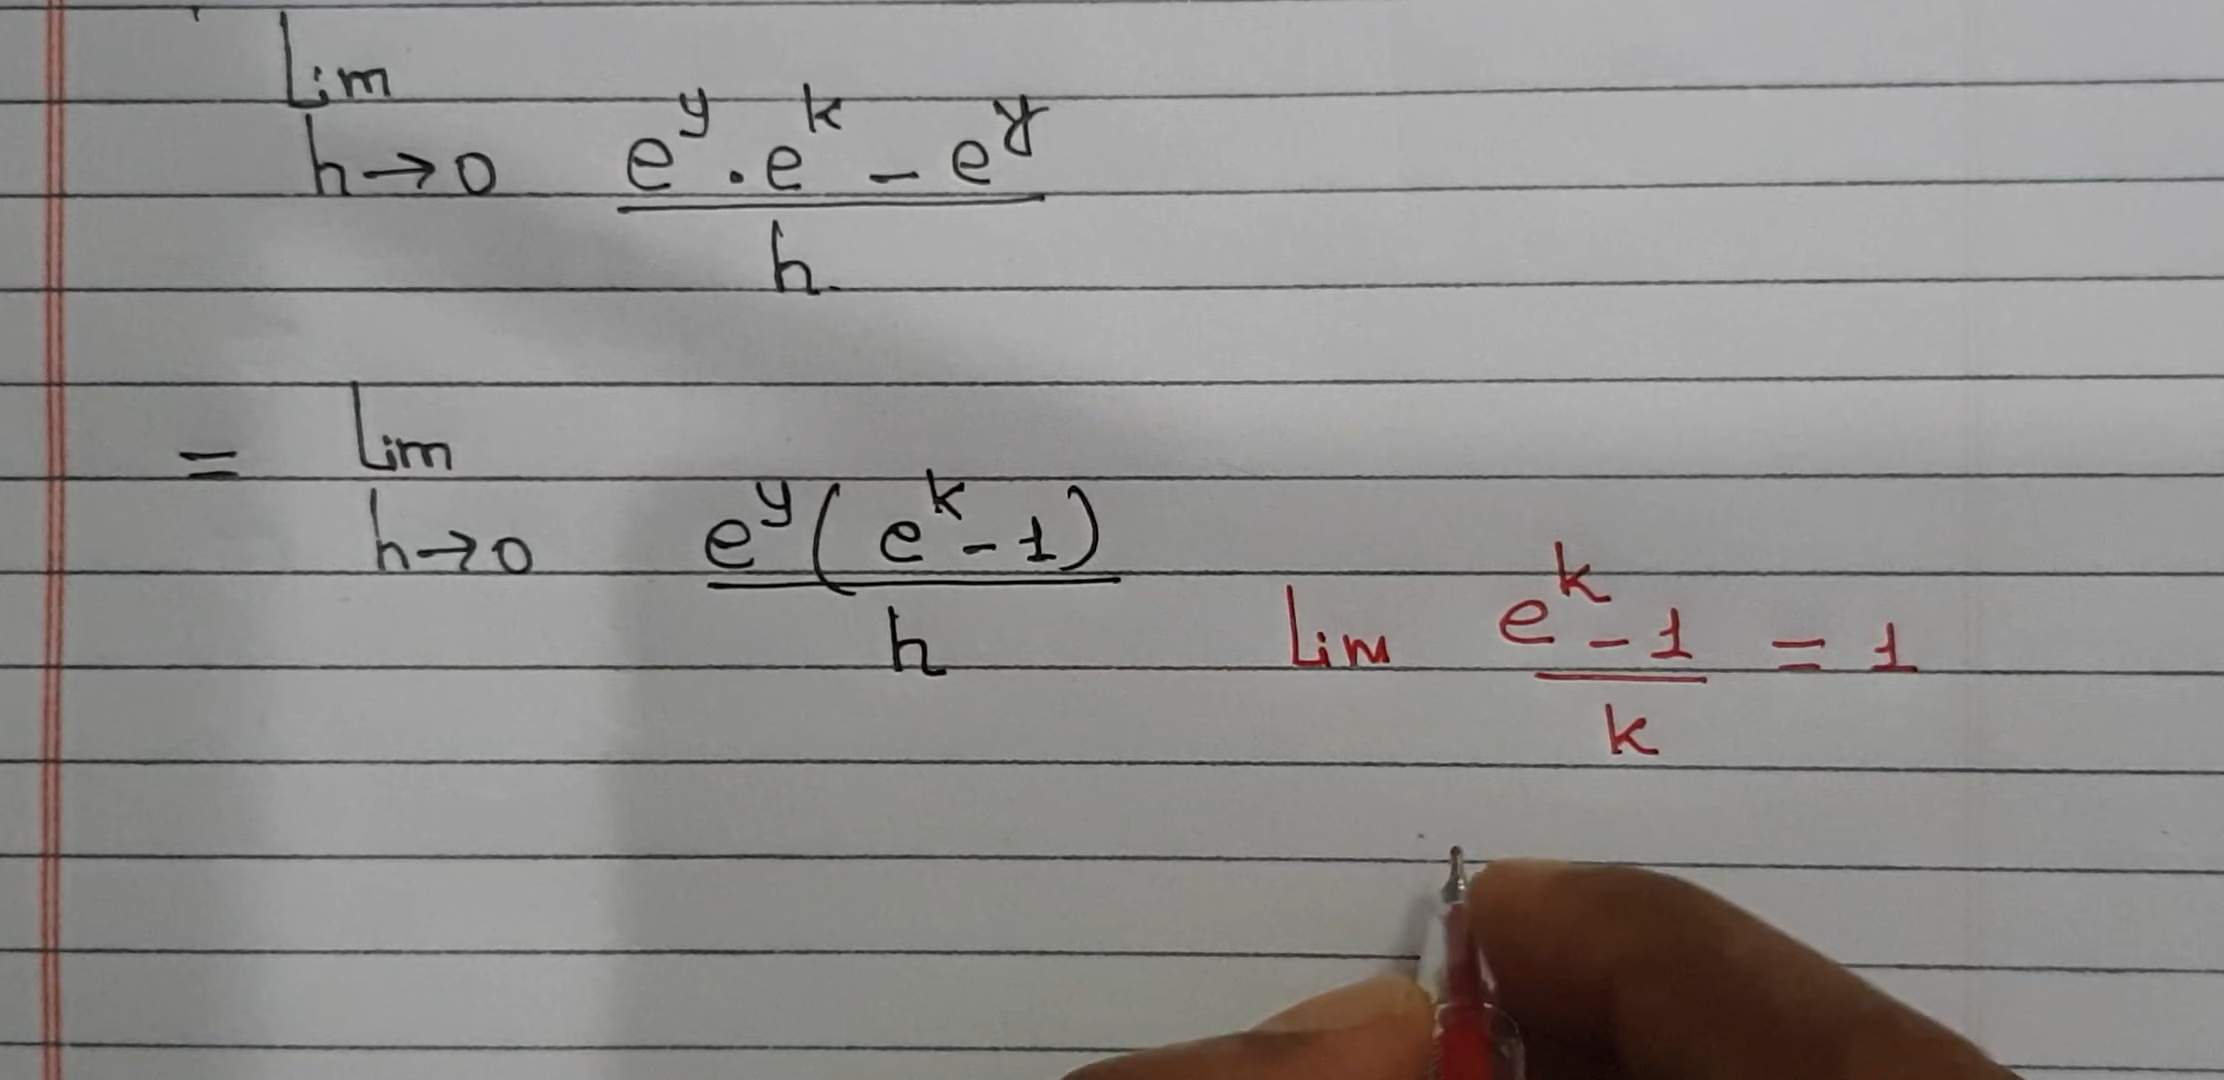 Lim
h→0 e^y . e^k - e^y
h
= Lim
h→0 e^y ( e^k - 1 )
h
Lim e^k - 1 = 1
k